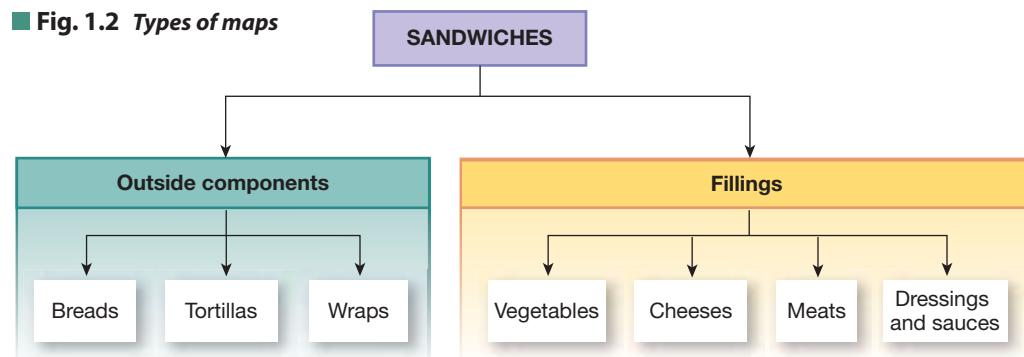 Fig. 1.2 Types of maps
SANDWICHES
Outside components
Fillings
Breads
Tortillas
Wraps
Vegetables
Cheeses
Meats
Dressings
and sauces